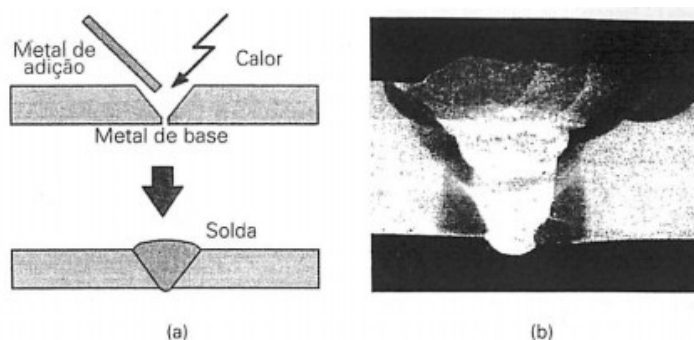 Metal de
adição
Calor
Metal de base
Solda
(a)
(b)